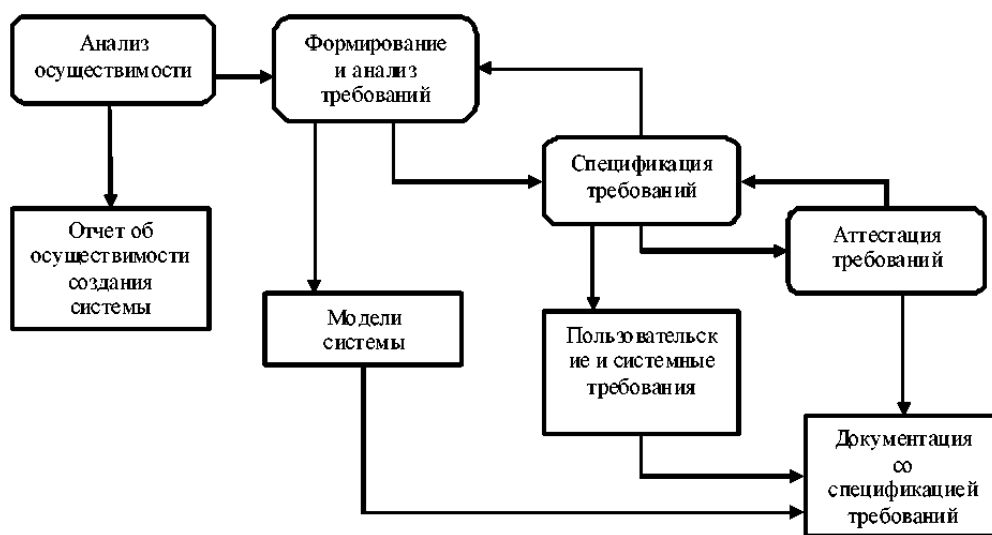 Анализ
осуществимости
Формирование
и анализ
требований
Спецификация
требований
Аттестация
требований
Отчет об
осуществимости
создания
системы
Модели
системы
Пользовательск
ие и системные
требования
Документация
со
спецификацией
требований